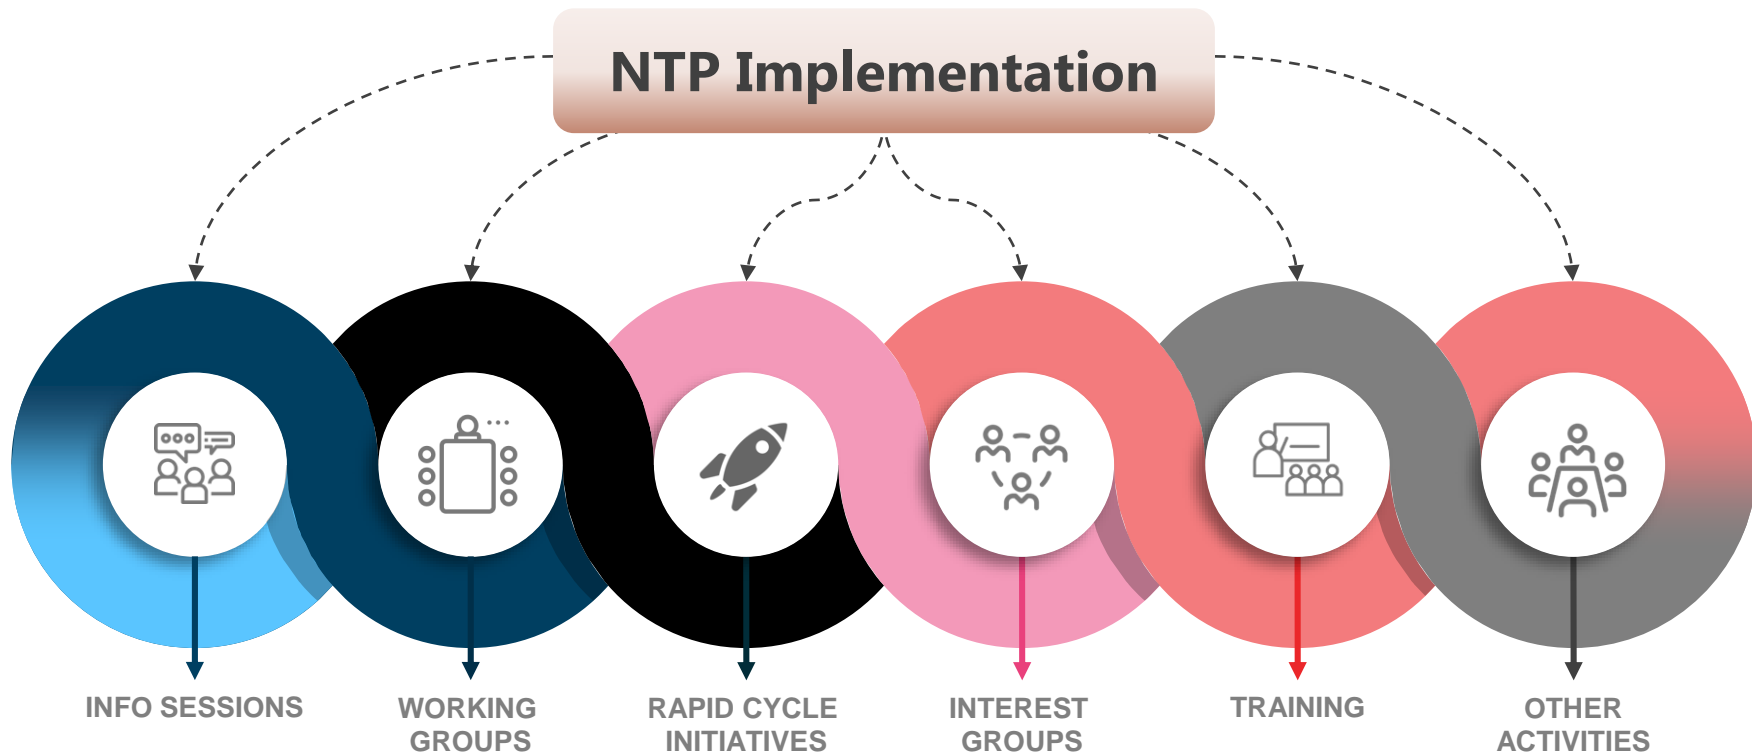 NTP Implementation
INFO SESSIONS
WORKING
GROUPS
RAPID CYCLE
INITIATIVES
INTEREST
GROUPS
TRAINING
OTHER
ACTIVITIES